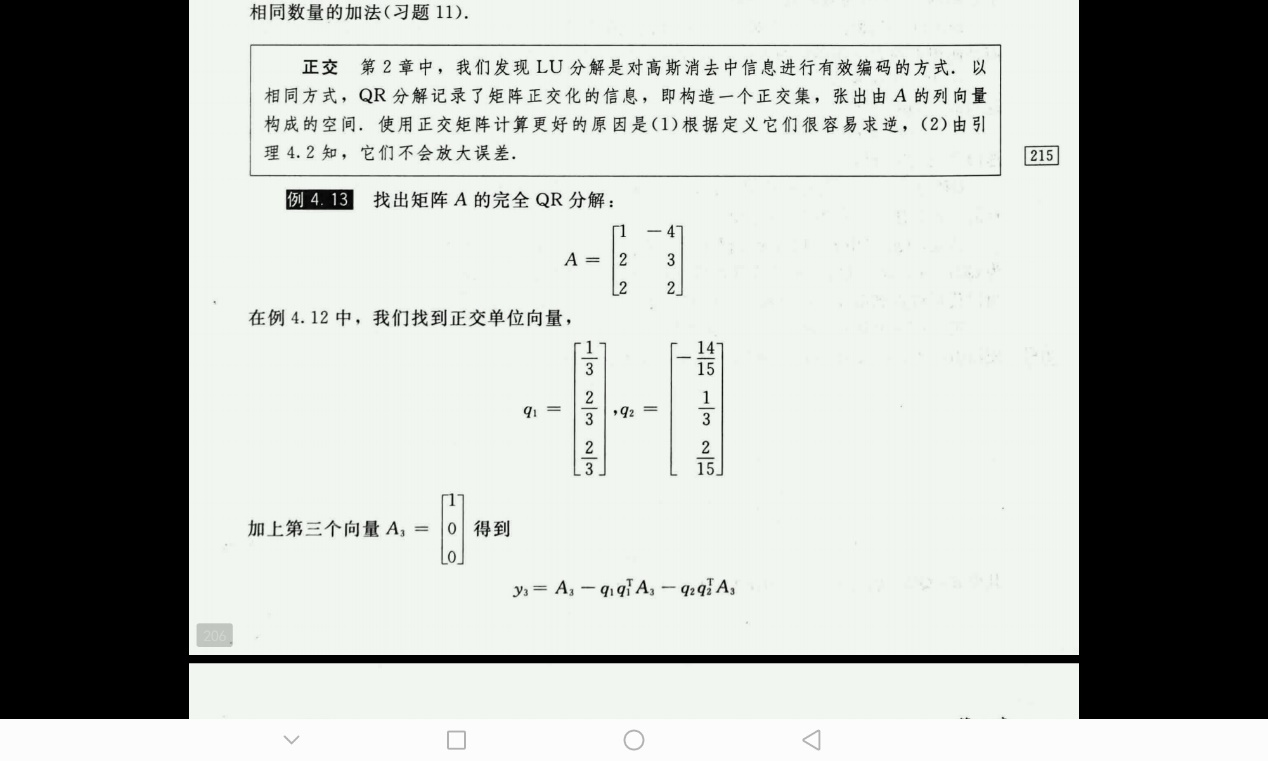 相同数量的加法(习题 11).
正交 第 2 章中，我们发现 LU 分解是对高斯消去中信息进行有效编码的方式．以
相同方式，QR 分解记录了矩阵正交化的信息，即构造一个正交集，张出由 A 的列向量
构成的空间．使用正交矩阵计算更好的原因是(1)根据定义它们很容易求逆，(2)由引
理 4.2 知，它们不会放大误差．
215
例 4.13 找出矩阵 A 的完全 QR 分解：
A = [1 −4
2 3
2 2]
在例 4.12 中，我们找到正交单位向量，
q₁ = [1/3 2/3 2/3], q₂ = [−14/15 1/3 2/15]
加上第三个向量 A₃ = [1 0 0] 得到
y₃ = A₃ − q₁q₁ᵀA₃ − q₂q₂ᵀA₃
206